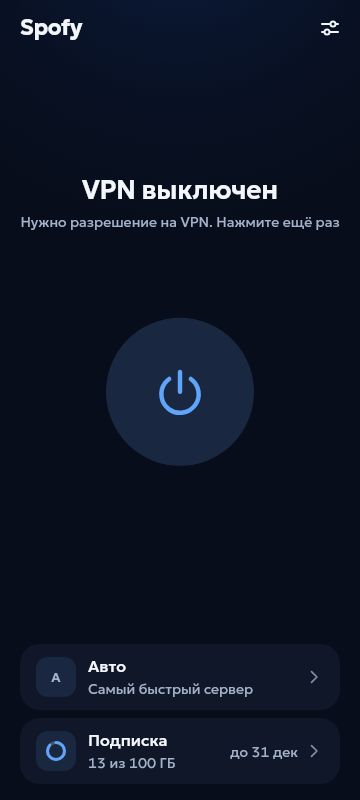 Spofy
VPN выключен
Нужно разрешение на VPN. Нажмите ещё раз
A
Авто
Самый быстрый сервер
Подписка
13 из 100 ГБ
до 31 дек